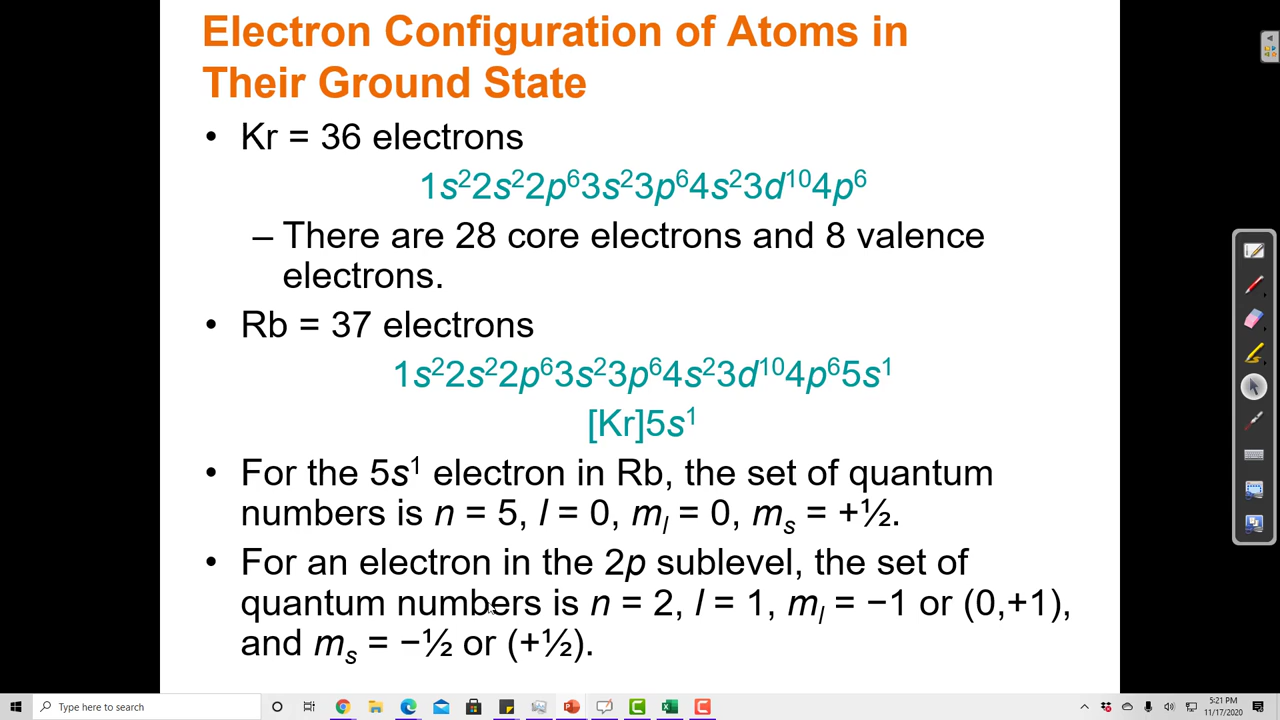 Electron Configuration of Atoms in
Their Ground State
• Kr = 36 electrons
1s²2s²2p⁶3s²3p⁶4s²3d¹⁰4p⁶
– There are 28 core electrons and 8 valence
electrons.
• Rb = 37 electrons
1s²2s²2p⁶3s²3p⁶4s²3d¹⁰4p⁶5s¹
[Kr]5s¹
• For the 5s¹ electron in Rb, the set of quantum
numbers is n = 5, l = 0, mₗ = 0, mₛ = +½.
• For an electron in the 2p sublevel, the set of
quantum numbers is n = 2, l = 1, mₗ = −1 or (0,+1),
and mₛ = −½ or (+½).
Type here to search
5:21 PM
11/17/2020